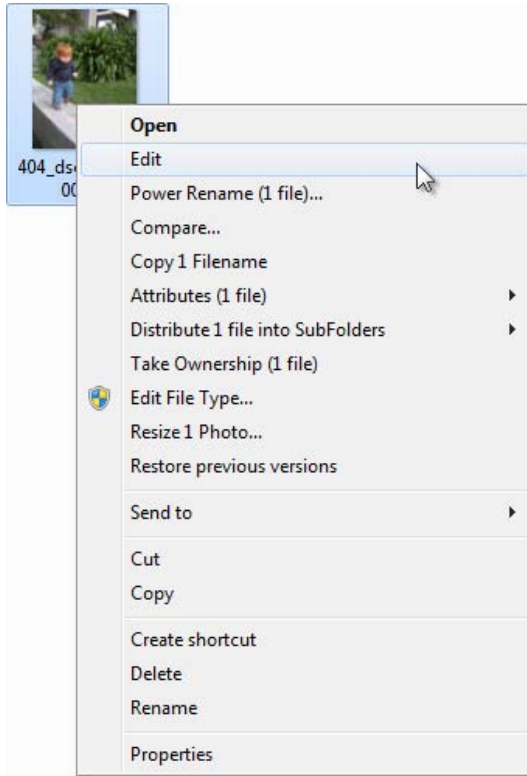 Open
Edit
404_ds
Power Rename (1 file)...
Compare...
Copy 1 Filename
Attributes (1 file)
Distribute 1 file into SubFolders
Take Ownership (1 file)
Edit File Type...
Resize 1 Photo...
Restore previous versions
Send to
Cut
Copy
Create shortcut
Delete
Rename
Properties